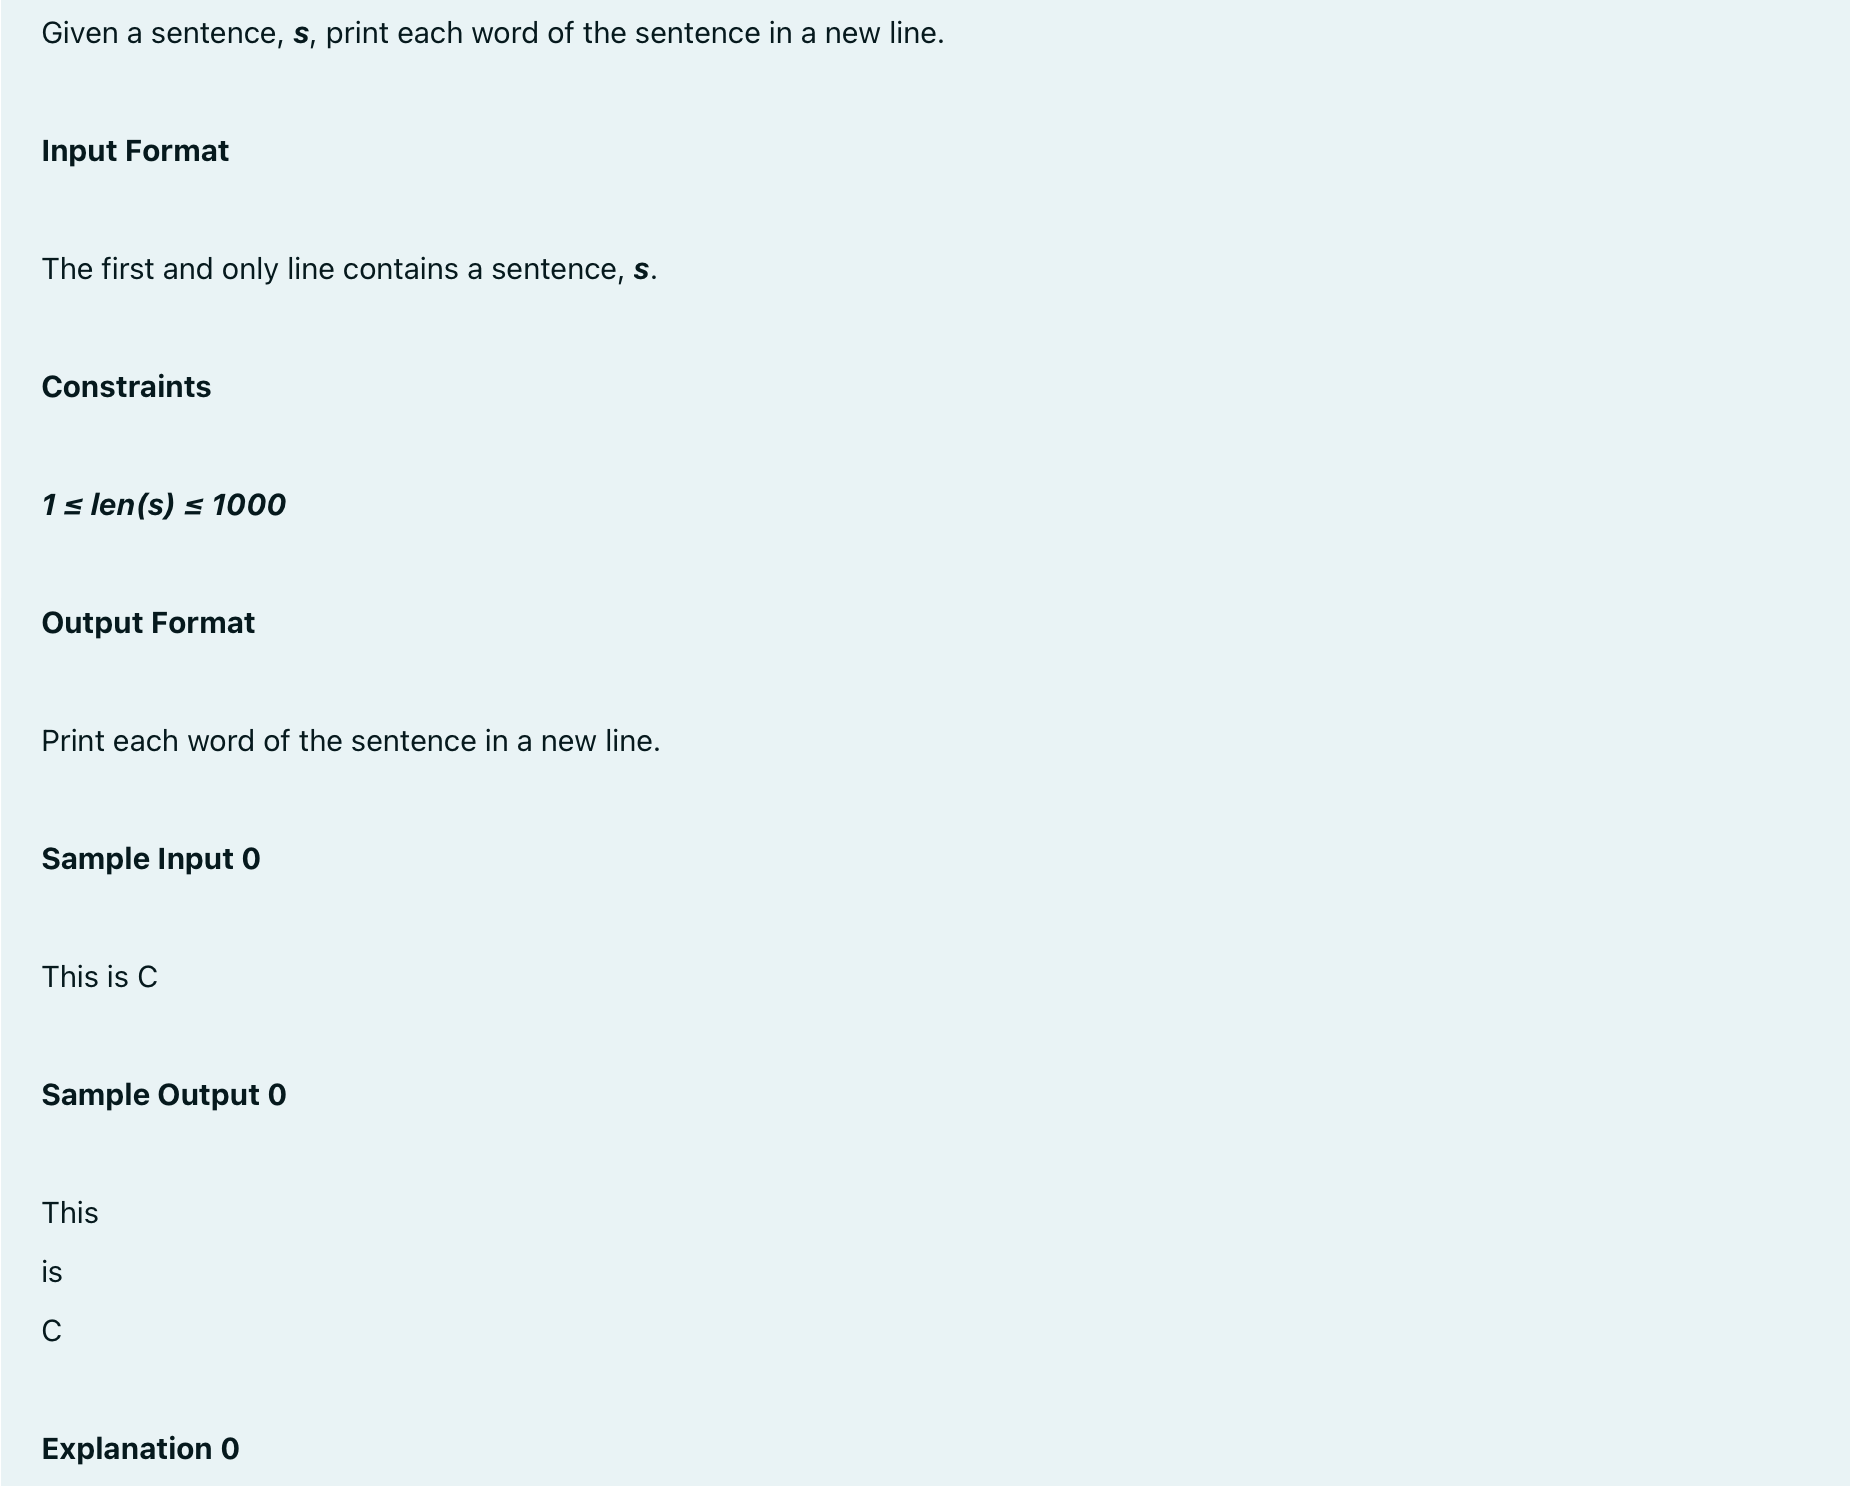 Given a sentence, s, print each word of the sentence in a new line.
Input Format
The first and only line contains a sentence, s.
Constraints
1 ≤ len(s) ≤ 1000
Output Format
Print each word of the sentence in a new line.
Sample Input 0
This is C
Sample Output 0
This
is
C
Explanation 0